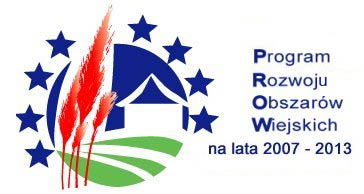 Program
Rozwoju
Obszarów
Wiejskich
na lata 2007 - 2013